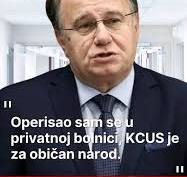 "
Operisao sam se u
privatnoj bolnici, KCUS je
za običan narod.
"